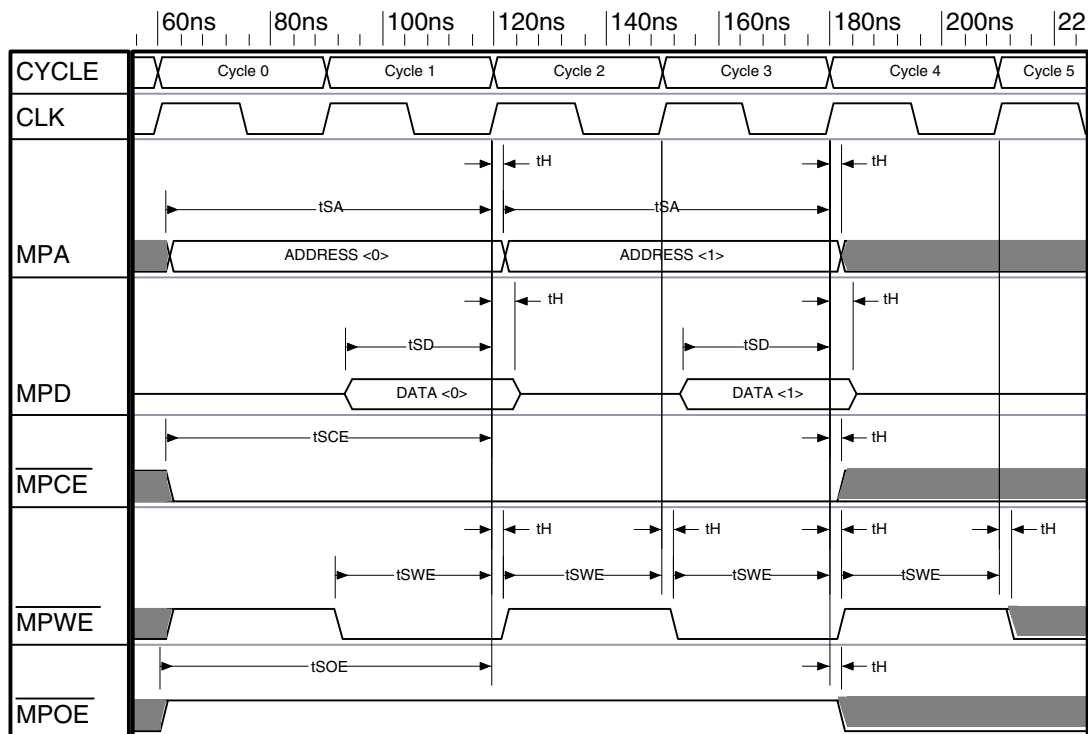 60ns 80ns 100ns 120ns 140ns 160ns 180ns 200ns 22
CYCLE Cycle 0 Cycle 1 Cycle 2 Cycle 3 Cycle 4 Cycle 5
CLK
tH tH
tSA tSA
MPA ADDRESS <0> ADDRESS <1>
tH tH
tSD tSD
MPD DATA <0> DATA <1>
tSCE tH
MPCE
tH tH tH tH
tSWE tSWE tSWE tSWE
MPWE
tSOE tH
MPOE